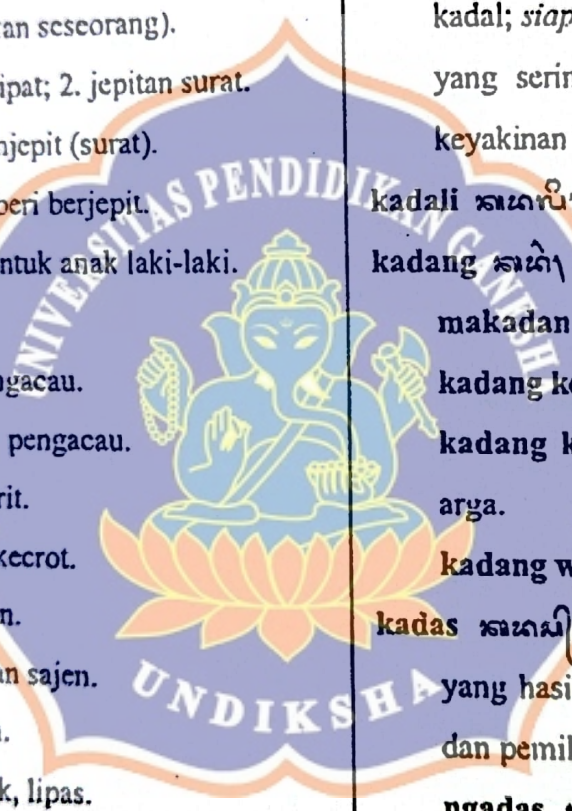 an seseorang).
ipat; 2. jepitan surat.
njepit (surat).
beri berjepit.
ntuk anak laki-laki.
ngacau.
pengacau.
rit.
kecrot.
n.
an sajen.
k, lipas.
kadal; siap
yang serin
keyakinan
kadali
kadang
makadan
kadang k
kadang k
arga.
kadang w
kadas
yang hasi
dan pemil
ngadas
UNIVERSITAS PENDIDIKAN GANESHA
UNDIKSHA